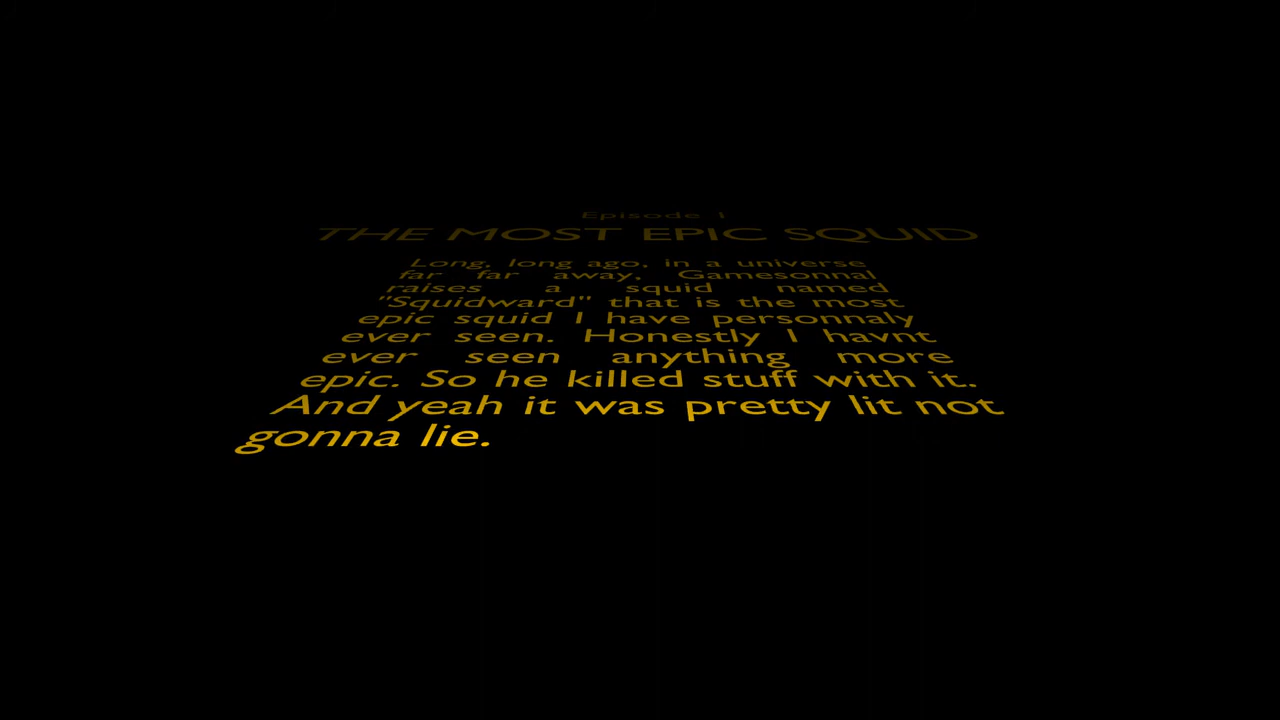 Episode I
THE MOST EPIC SQUID
Long, long ago, in a universe
far far away, Gamesonnal
raises a squid named
"Squidward" that is the most
epic squid I have personnaly
ever seen. Honestly I havnt
ever seen anything more
epic. So he killed stuff with it.
And yeah it was pretty lit not
gonna lie.